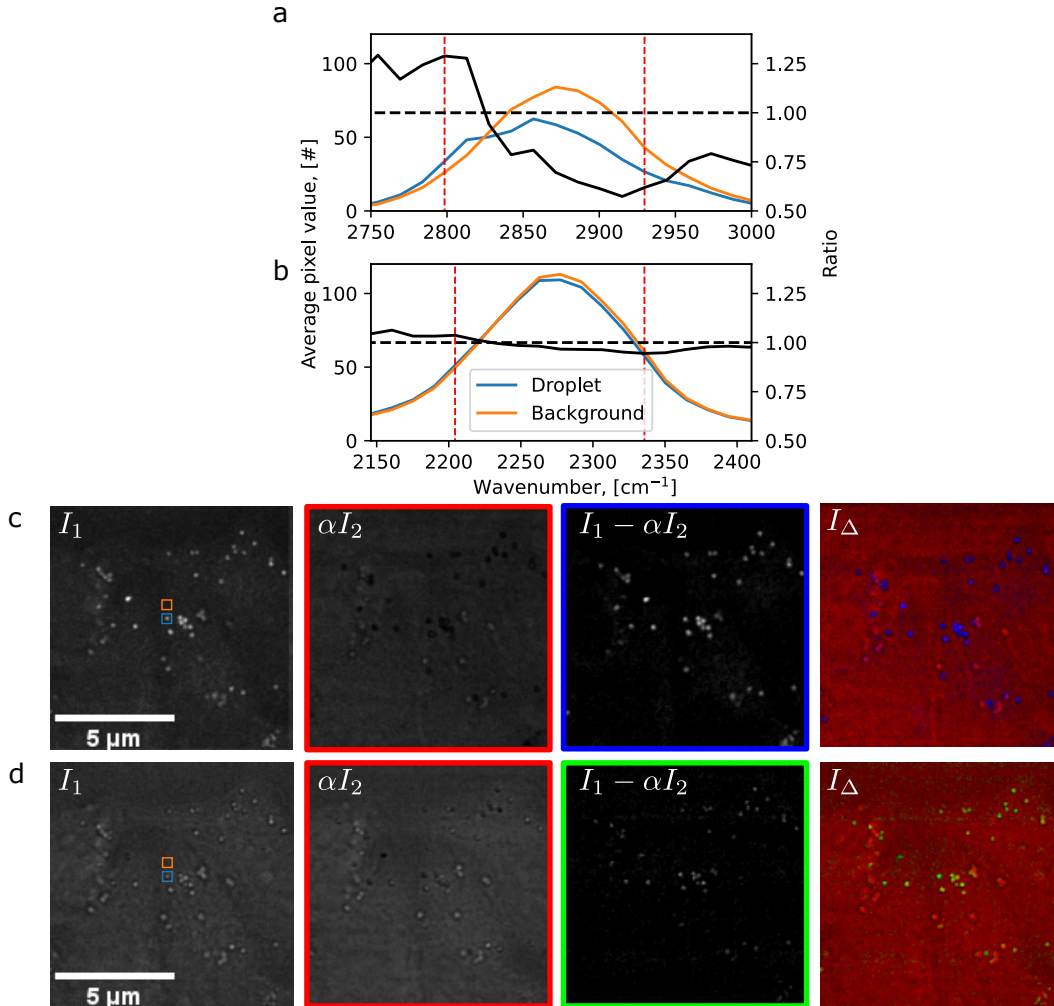 a
100
50
0
1.25
1.00
0.75
0.50
2750 2800 2850 2900 2950 3000
Average pixel value, [#]
Ratio
b
100
50
0
1.25
1.00
0.75
0.50
Droplet
Background
2150 2200 2250 2300 2350 2400
Wavenumber, [cm⁻¹]
c
I₁ αI₂ I₁ − αI₂ I_Δ
5 µm
d
I₁ αI₂ I₁ − αI₂ I_Δ
5 µm